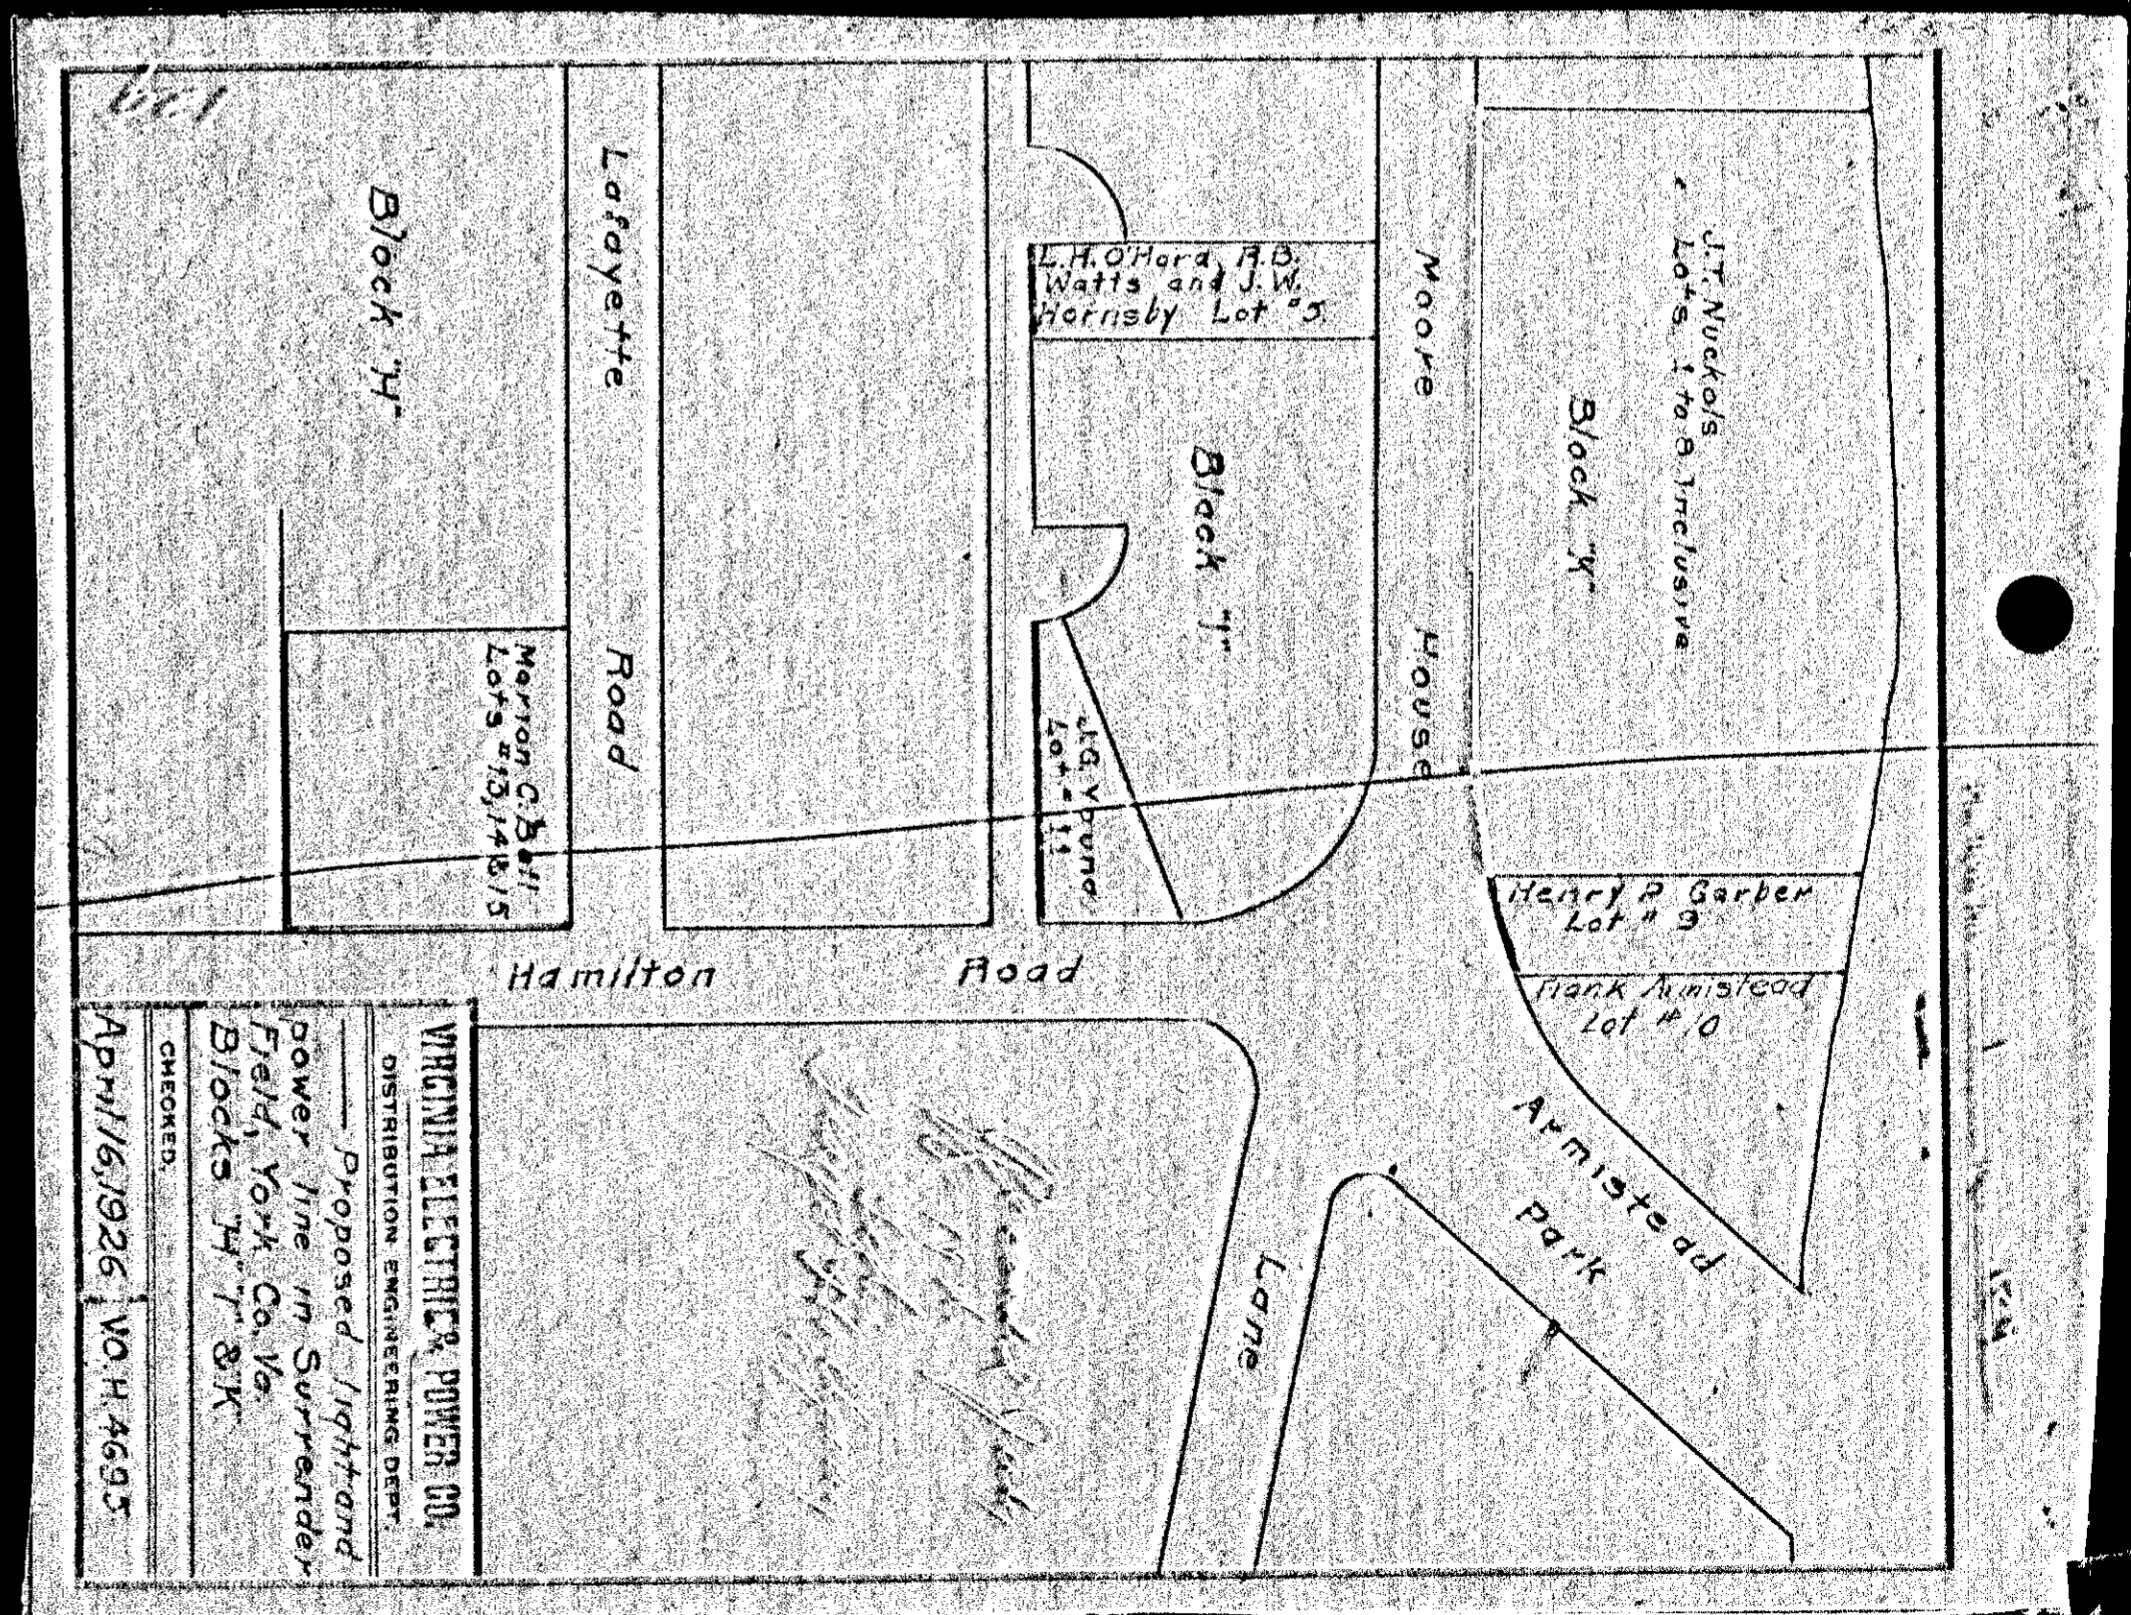 Block "H"
Lafayette Road
Marion C. Ball
Lots #13,14&15
L.H. O'Hara, R.B.
Watts and J.W.
Hornsby Lot #5.
Block "J"
J.G. Young
Lot # 11
Moore House
J.T. Nuckols
Lots 1 to 8 Inclusive
Block "K"
Henry P Garber
Lot # 9
Frank Armistead
Lot # 10
Hamilton Road
Armistead
Park
Lane
VIRGINIA ELECTRIC & POWER CO.
DISTRIBUTION ENGINEERING DEPT.
Proposed light and
power line in Surrender
Field, York Co. Va.
Blocks "H" "J" & K
CHECKED.
April 16, 1926 VO.H.4695